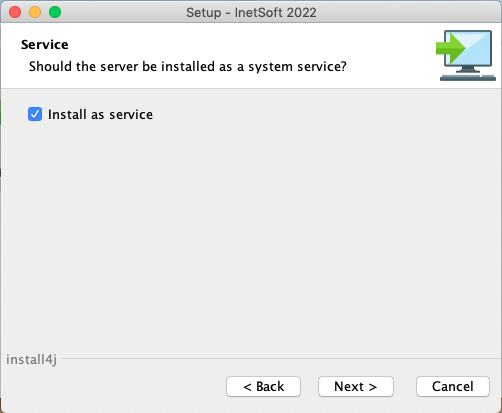 Setup - InetSoft 2022
Service
Should the server be installed as a system service?
Install as service
install4j
< Back
Next >
Cancel